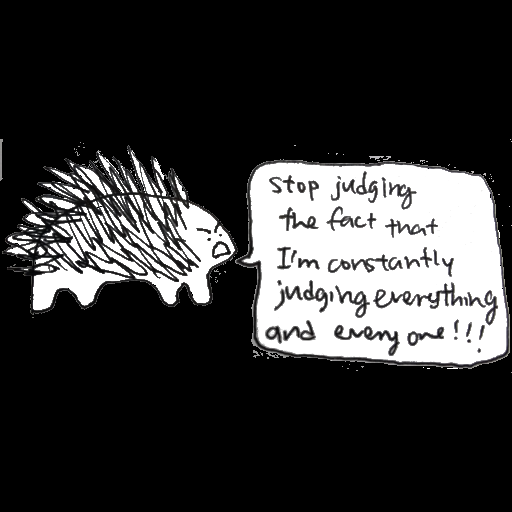 stop judging
the fact that
I'm constantly
judging everything
and every one!!!